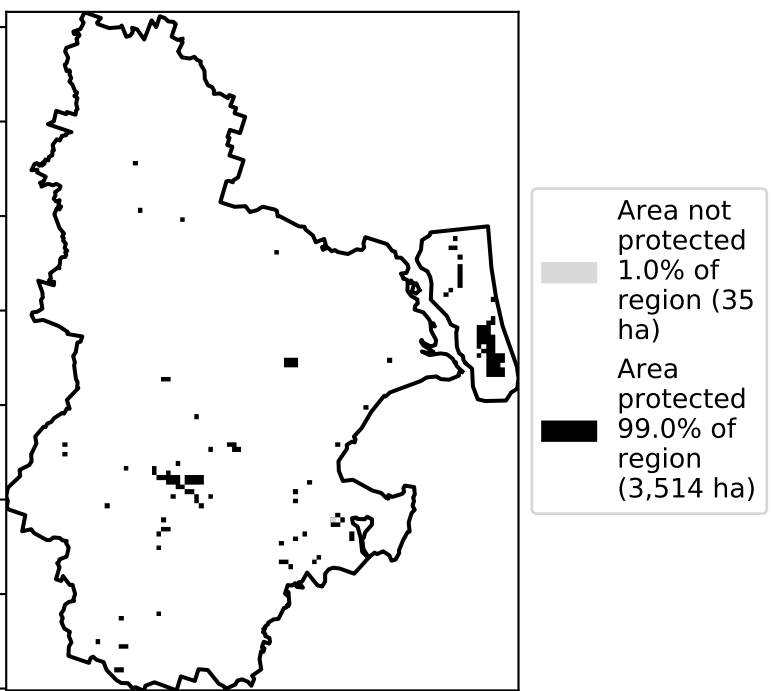 Area not
protected
1.0% of
region (35
ha)
Area
protected
99.0% of
region
(3,514 ha)